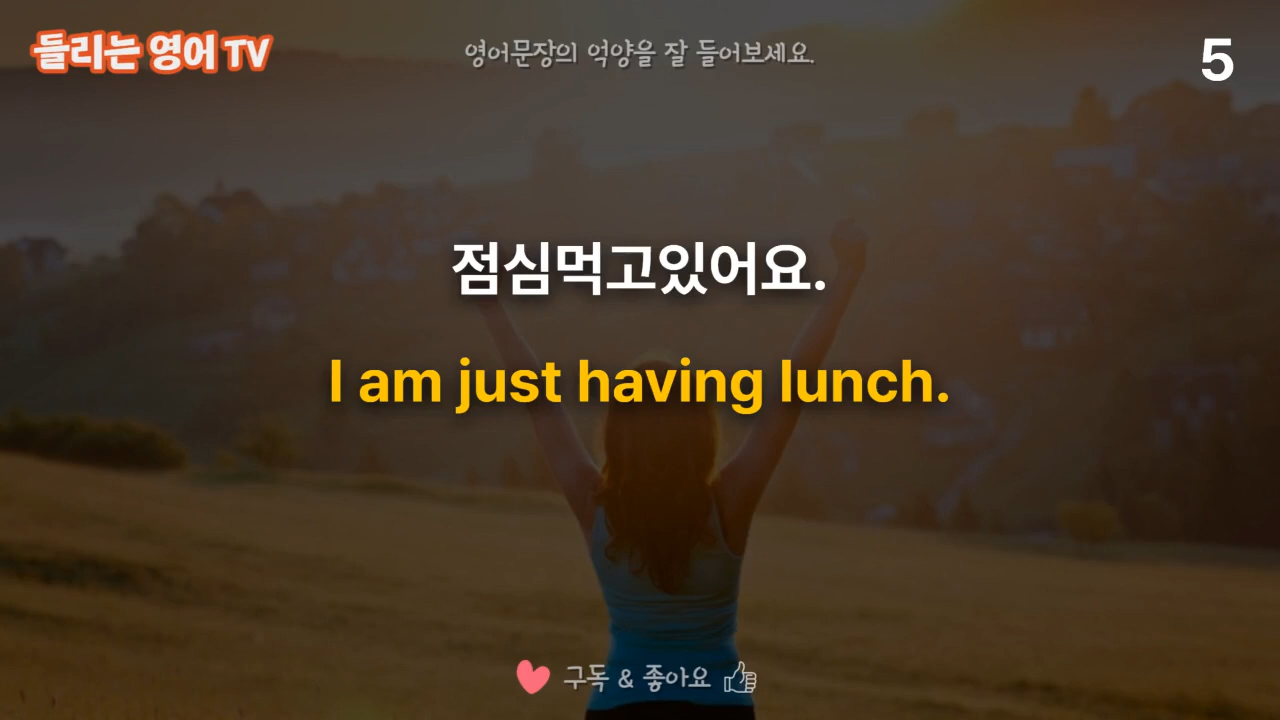 들리는 영어 TV
영어문장의 억양을 잘 들어보세요.
5
점심먹고있어요.
I am just having lunch.
구독 & 좋아요